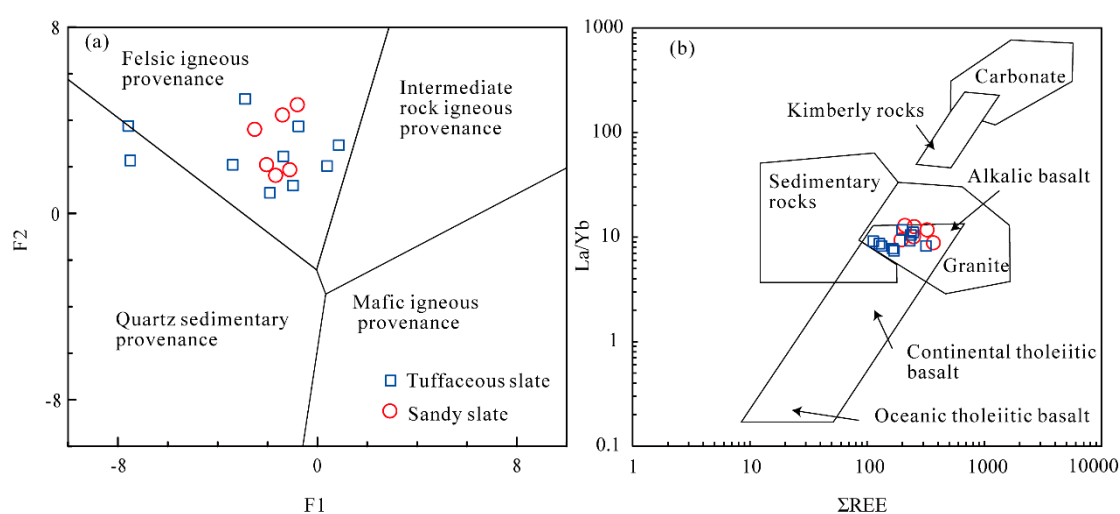 (a)
Felsic igneous
provenance
Intermediate
rock igneous
provenance
Quartz sedimentary
provenance
Mafic igneous
provenance
Tuffaceous slate
Sandy slate
8
0
-8
F2
-8
0
8
F1
(b)
Carbonate
Kimberly rocks
Sedimentary
rocks
Alkalic basalt
Granite
Continental tholeiitic
basalt
Oceanic tholeiitic basalt
1000
100
10
1
0.1
La/Yb
1
10
100
1000
10000
ΣREE